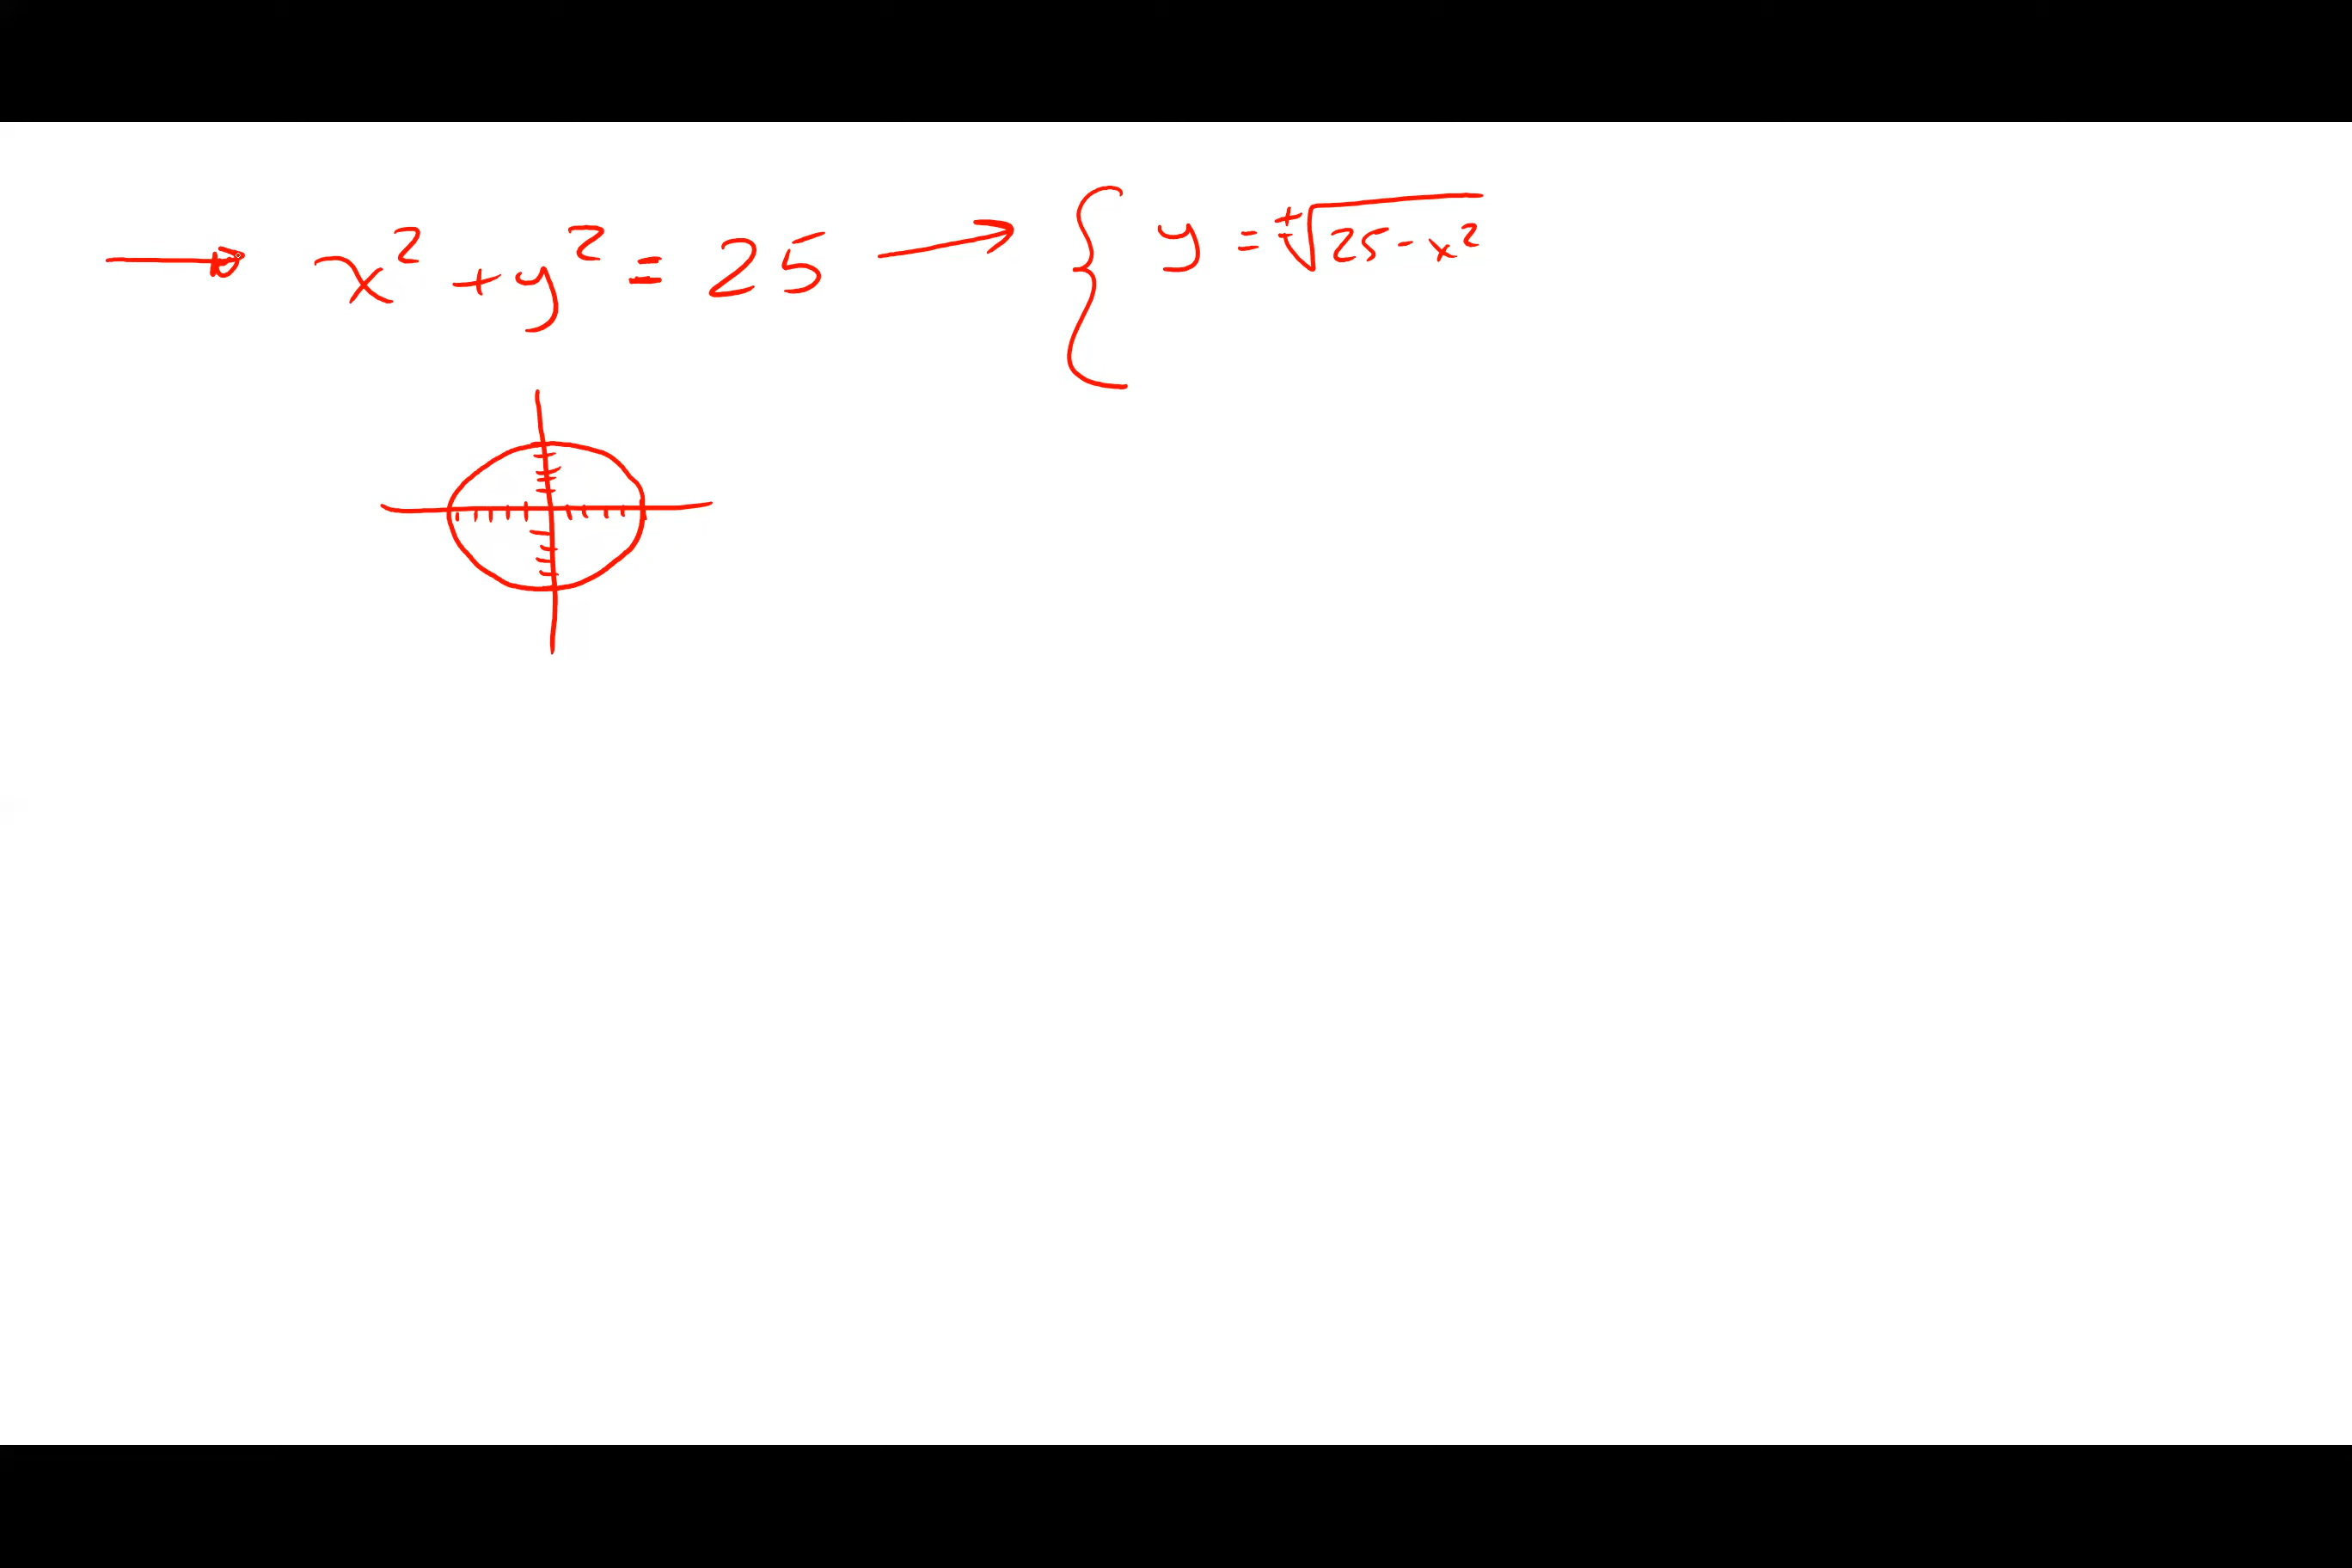 → x² + y² = 25 → { y = +√(25 - x²)